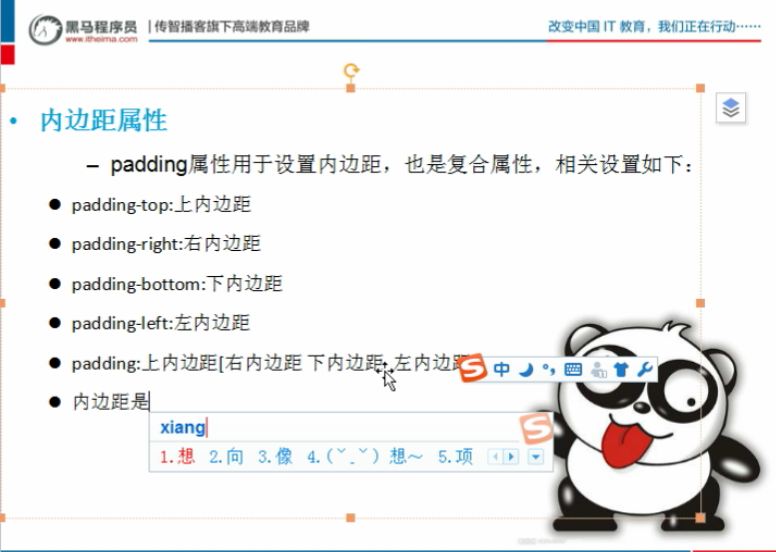 黑马程序员 | 传智播客旗下高端教育品牌
www.itheima.com
改变中国 IT 教育，我们正在行动……
• 内边距属性
– padding属性用于设置内边距，也是复合属性，相关设置如下：
● padding-top:上内边距
● padding-right:右内边距
● padding-bottom:下内边距
● padding-left:左内边距
● padding:上内边距[右内边距 下内边距 左内边距
中
● 内边距是
xiang
1.想 2.向 3.像 4.(˘ˍ˘) 想～ 5.项